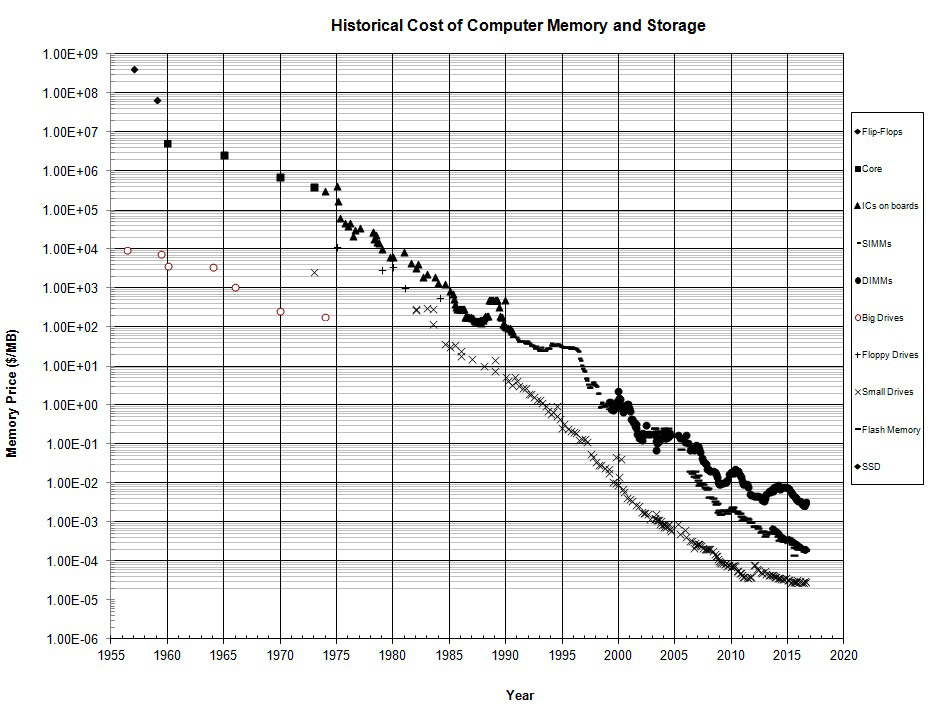 Historical Cost of Computer Memory and Storage
1.00E+09
1.00E+08
1.00E+07
1.00E+06
1.00E+05
1.00E+04
1.00E+03
1.00E+02
1.00E+01
1.00E+00
1.00E-01
1.00E-02
1.00E-03
1.00E-04
1.00E-05
1.00E-06
Memory Price ($/MB)
1955 1960 1965 1970 1975 1980 1985 1990 1995 2000 2005 2010 2015 2020
Year
Flip-Flops
Core
ICs on boards
SIMMs
DIMMs
Big Drives
Floppy Drives
Small Drives
Flash Memory
SSD